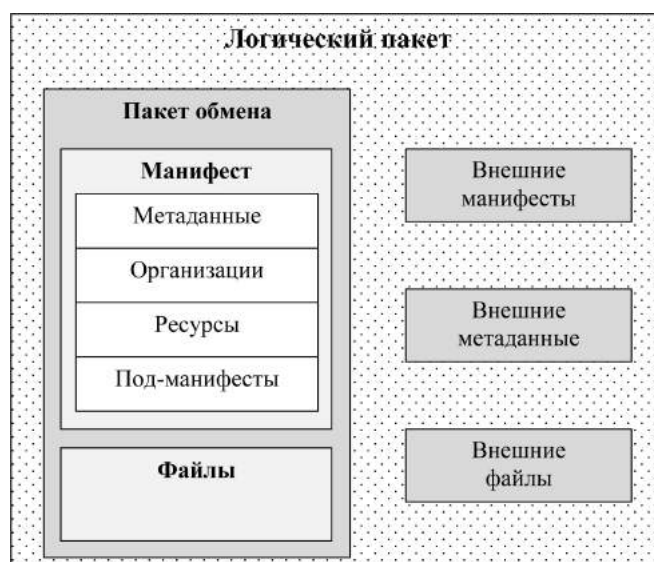 Логический пакет
Пакет обмена
Манифест
Метаданные
Организации
Ресурсы
Под-манифесты
Файлы
Внешние
манифесты
Внешние
метаданные
Внешние
файлы